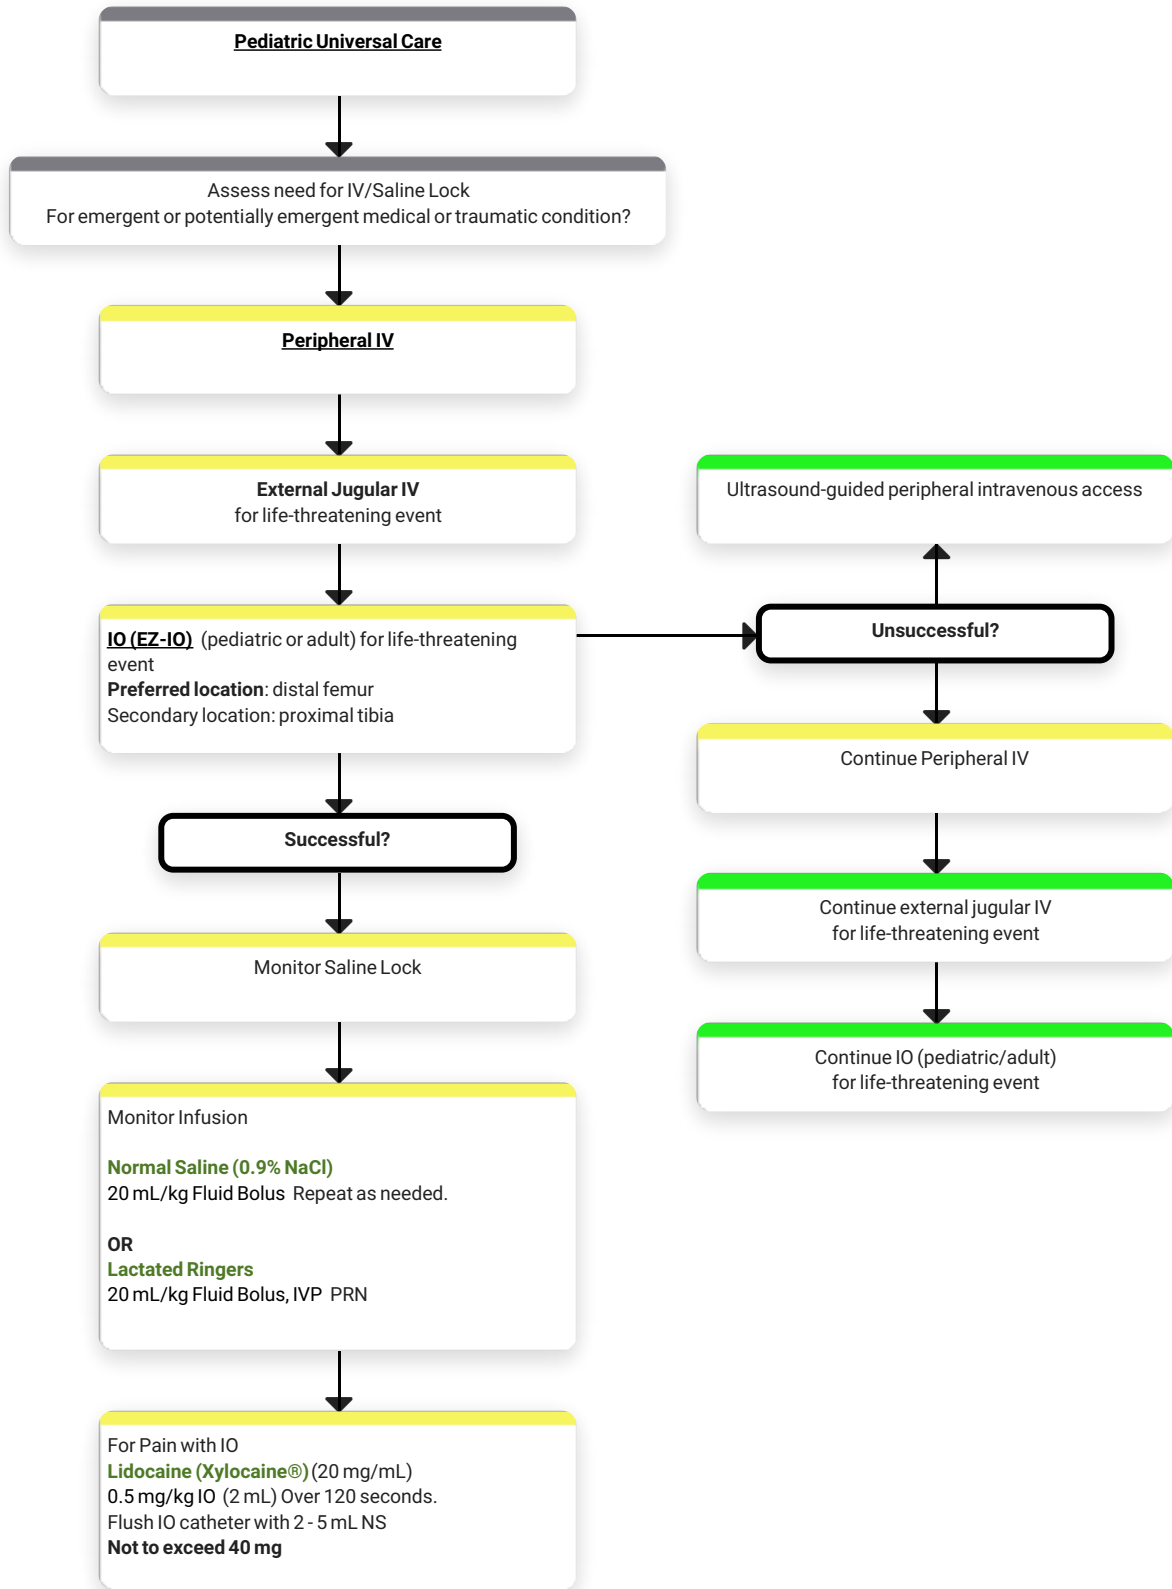 Pediatric Universal Care
Assess need for IV/Saline Lock
For emergent or potentially emergent medical or traumatic condition?
Peripheral IV
External Jugular IV
for life-threatening event
IO (EZ-IO) (pediatric or adult) for life-threatening
event
Preferred location: distal femur
Secondary location: proximal tibia
Successful?
Monitor Saline Lock
Monitor Infusion
Normal Saline (0.9% NaCl)
20 mL/kg Fluid Bolus Repeat as needed.
OR
Lactated Ringers
20 mL/kg Fluid Bolus, IVP PRN
For Pain with IO
Lidocaine (Xylocaine®) (20 mg/mL)
0.5 mg/kg IO (2 mL) Over 120 seconds.
Flush IO catheter with 2 - 5 mL NS
Not to exceed 40 mg
Ultrasound-guided peripheral intravenous access
Unsuccessful?
Continue Peripheral IV
Continue external jugular IV
for life-threatening event
Continue IO (pediatric/adult)
for life-threatening event